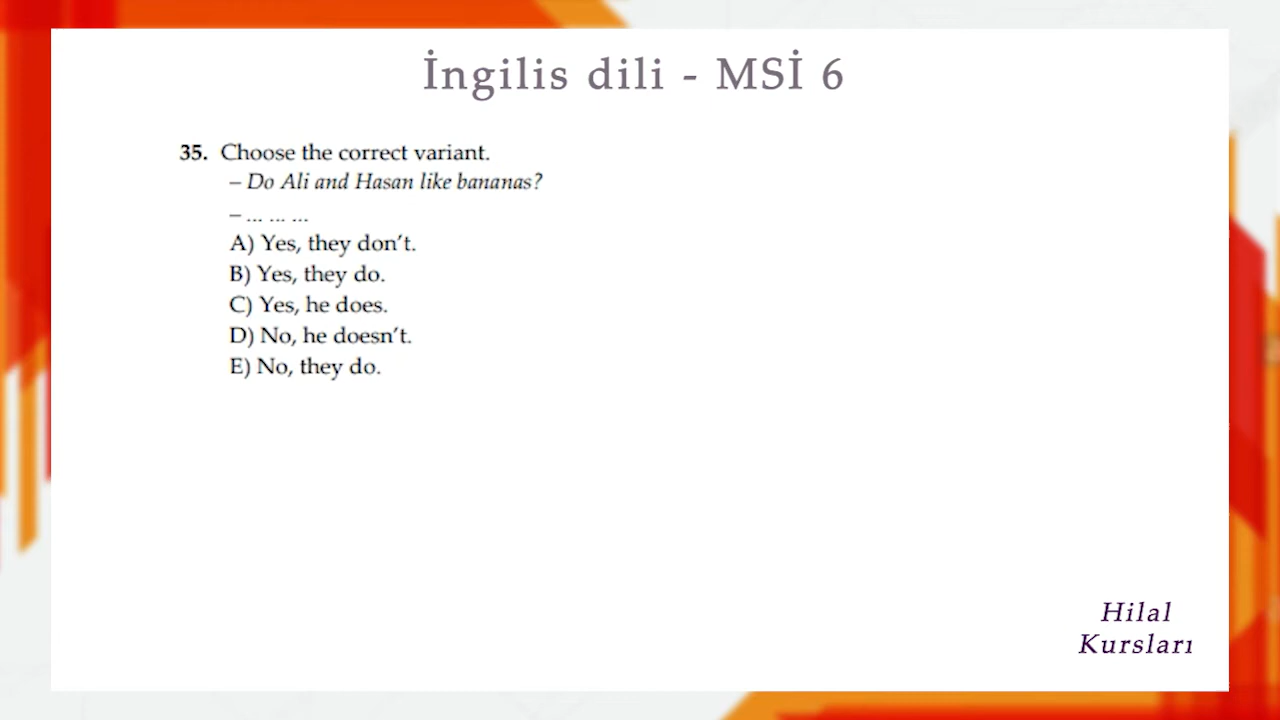 İngilis dili - MSİ 6
35. Choose the correct variant.
– Do Ali and Hasan like bananas?
– ... ... ...
A) Yes, they don’t.
B) Yes, they do.
C) Yes, he does.
D) No, he doesn’t.
E) No, they do.
Hilal
Kursları